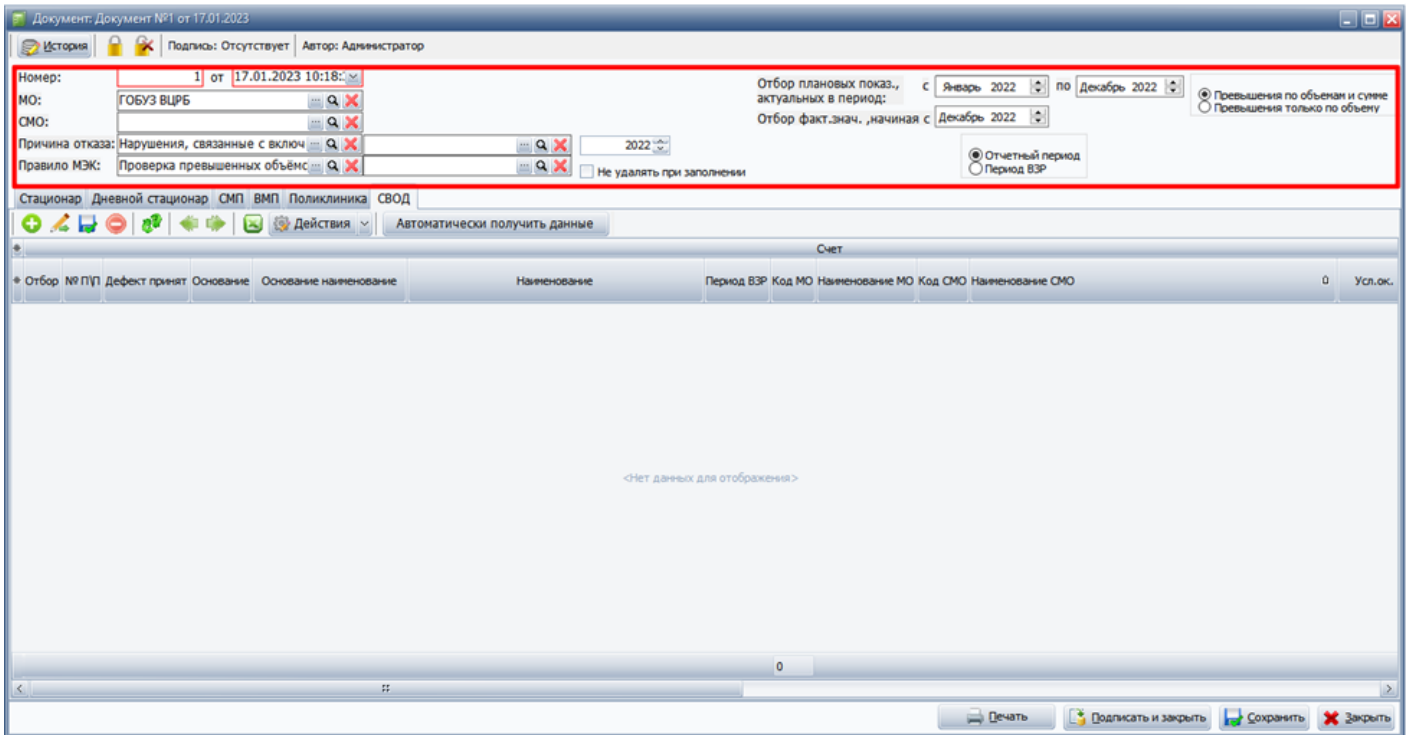 Документ: Документ №1 от 17.01.2023
История Подпись: Отсутствует Автор: Администратор
Номер: 1 от 17.01.2023 10:18:
Отбор плановых показ., актуальных в период: с Январь 2022 по Декабрь 2022
Превышения по объемам и сумме
Превышения только по объему
МО: ГОБУЗ ВЦРБ
СМО:
Отбор факт.знач. ,начиная с Декабрь 2022
Причина отказа: Нарушения, связанные с включ 2022
Отчетный период
Период ВЗР
Правило МЭК: Проверка превышенных объёмс Не удалять при заполнении
Стационар Дневной стационар СМП ВМП Поликлиника СВОД
Действия Автоматически получить данные
Счет
Отбор № П\П Дефект принят Основание Основание наименование Наименование Период ВЗР Код МО Наименование МО Код СМО Наименование СМО 0 Усл.ок.
<Нет данных для отображения>
0
Печать Подписать и закрыть Сохранить Закрыть